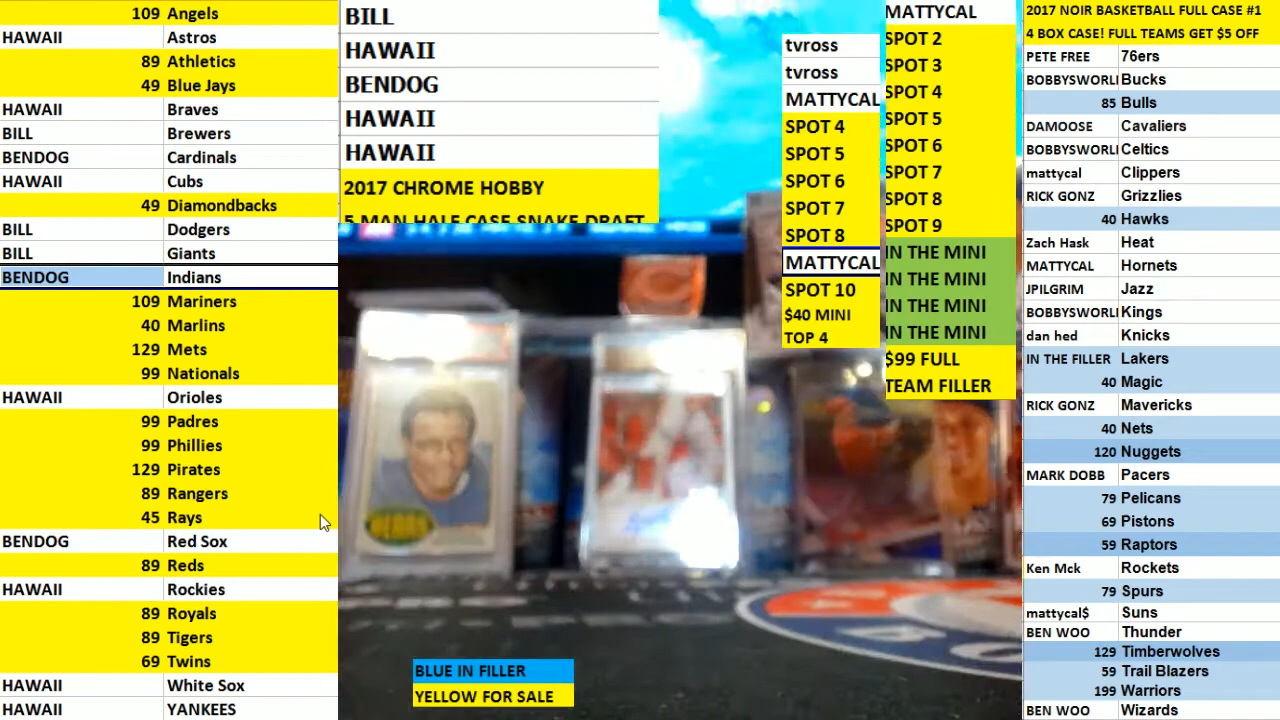 109 Angels
HAWAII Astros
89 Athletics
49 Blue Jays
HAWAII Braves
BILL Brewers
BENDOG Cardinals
HAWAII Cubs
49 Diamondbacks
BILL Dodgers
BILL Giants
BENDOG Indians
109 Mariners
40 Marlins
129 Mets
99 Nationals
HAWAII Orioles
99 Padres
99 Phillies
129 Pirates
89 Rangers
45 Rays
BENDOG Red Sox
89 Reds
HAWAII Rockies
89 Royals
89 Tigers
69 Twins
HAWAII White Sox
HAWAII YANKEES
BILL
HAWAII
BENDOG
HAWAII
HAWAII
2017 CHROME HOBBY
5 MAN HALF CASE SNAKE DRAFT
BEARS
BLUE IN FILLER
YELLOW FOR SALE
tvross
tvross
MATTYCAL
SPOT 4
SPOT 5
SPOT 6
SPOT 7
SPOT 8
MATTYCAL
SPOT 10
$40 MINI
TOP 4
MATTYCAL
SPOT 2
SPOT 3
SPOT 4
SPOT 5
SPOT 6
SPOT 7
SPOT 8
SPOT 9
IN THE MINI
IN THE MINI
IN THE MINI
IN THE MINI
$99 FULL
TEAM FILLER
2017 NOIR BASKETBALL FULL CASE #1
4 BOX CASE! FULL TEAMS GET $5 OFF
PETE FREE 76ers
BOBBYSWORL Bucks
85 Bulls
DAMOOSE Cavaliers
BOBBYSWORL Celtics
mattycal Clippers
RICK GONZ Grizzlies
40 Hawks
Zach Hask Heat
MATTYCAL Hornets
JPILGRIM Jazz
BOBBYSWORL Kings
dan hed Knicks
IN THE FILLER Lakers
40 Magic
RICK GONZ Mavericks
40 Nets
120 Nuggets
MARK DOBB Pacers
79 Pelicans
69 Pistons
59 Raptors
Ken Mck Rockets
79 Spurs
mattycal$ Suns
BEN WOO Thunder
129 Timberwolves
59 Trail Blazers
199 Warriors
BEN WOO Wizards